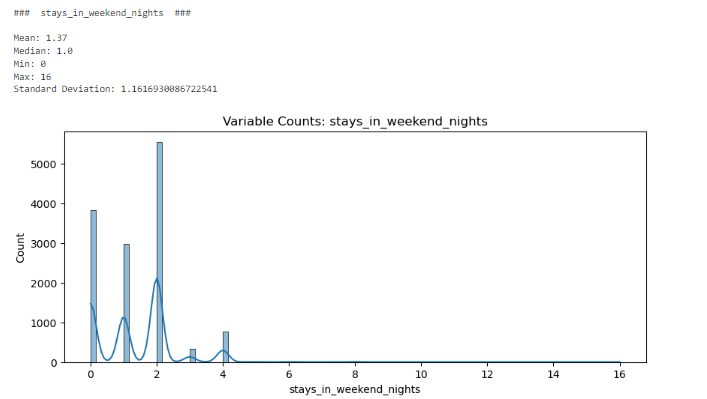 ### stays_in_weekend_nights ###
Mean: 1.37
Median: 1.0
Min: 0
Max: 16
Standard Deviation: 1.1616930086722541
Variable Counts: stays_in_weekend_nights
5000
4000
3000
2000
1000
0
Count
0 2 4 6 8 10 12 14 16
stays_in_weekend_nights